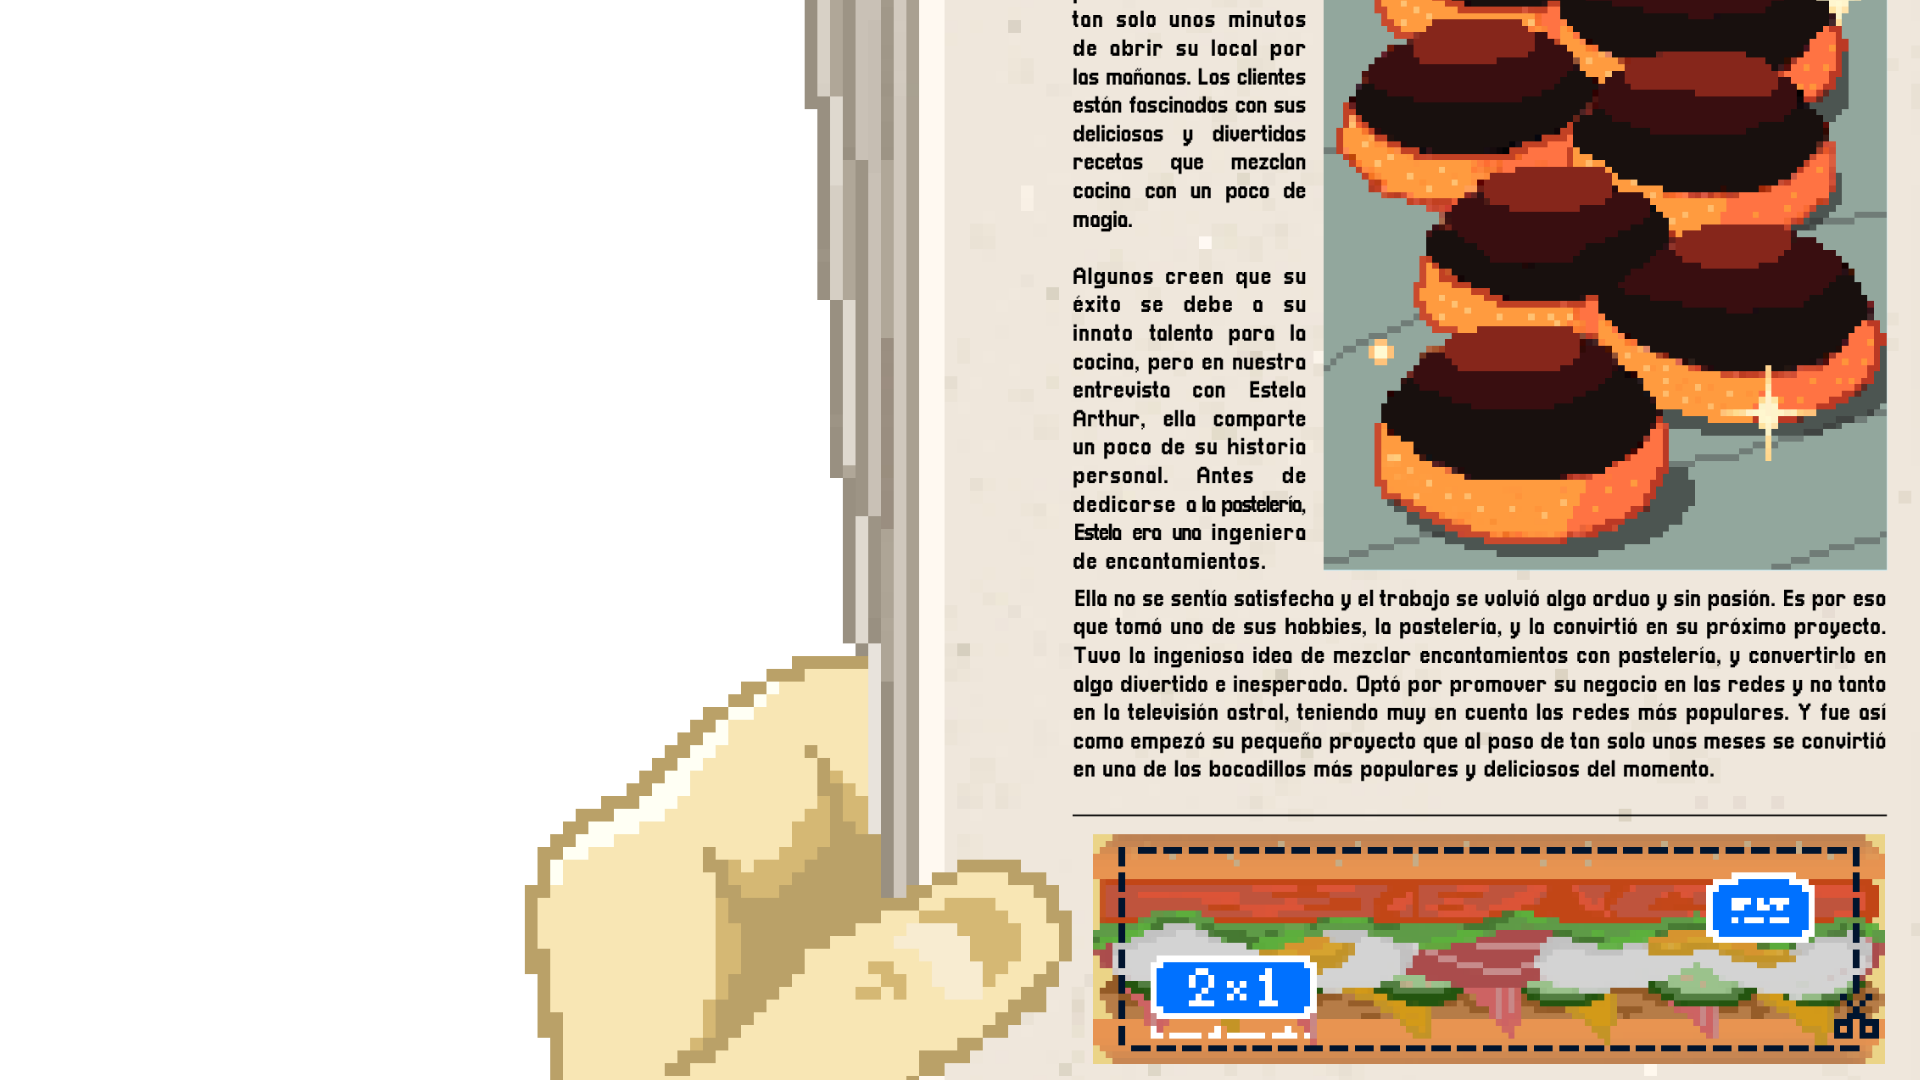 tan solo unos minutos
de abrir su local por
las mañanas. Los clientes
están fascinados con sus
deliciosas y divertidas
recetas que mezclan
cocina con un poco de
magia.
Algunos creen que su
éxito se debe a su
innato talento para la
cocina, pero en nuestra
entrevista con Estela
Arthur, ella comparte
un poco de su historia
personal. Antes de
dedicarse a la pastelería,
Estela era una ingeniera
de encantamientos.
Ella no se sentía satisfecha y el trabajo se volvió algo arduo y sin pasión. Es por eso
que tomó uno de sus hobbies, la pastelería, y la convirtió en su próximo proyecto.
Tuvo la ingeniosa idea de mezclar encantamientos con pastelería, y convertirlo en
algo divertido e inesperado. Optó por promover su negocio en las redes y no tanto
en la televisión astral, teniendo muy en cuenta las redes más populares. Y fue así
como empezó su pequeño proyecto que al paso de tan solo unos meses se convirtió
en una de los bocadillos más populares y deliciosos del momento.
2x1